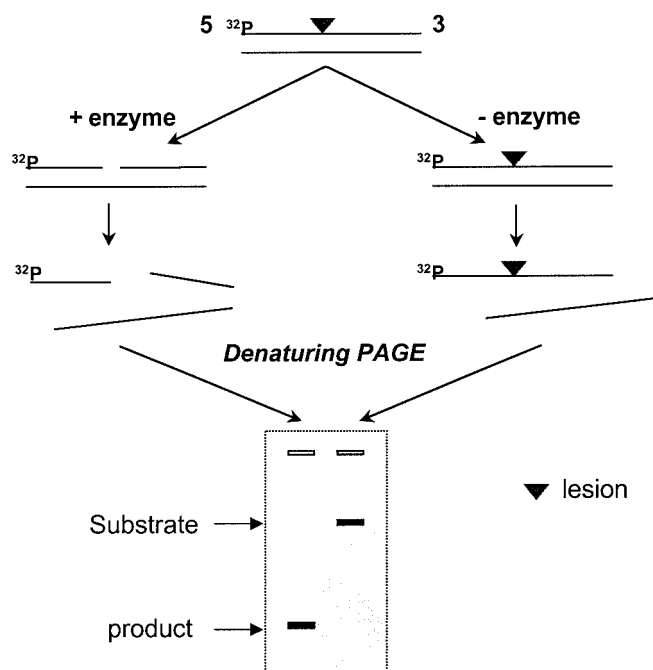 5 ³²P 3
+ enzyme - enzyme
³²P ³²P
³²P ³²P
Denaturing PAGE
lesion
Substrate
product